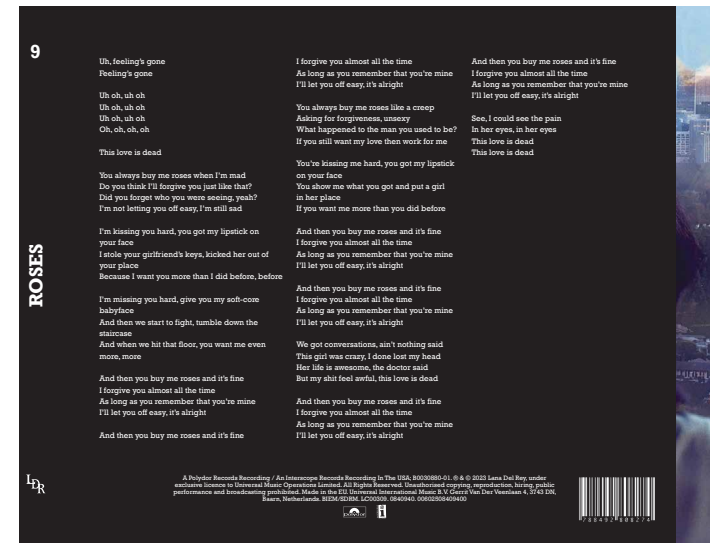 9
ROSES
Uh, feeling's gone
Feeling's gone
Uh oh, uh oh
Uh oh, uh oh
Uh oh, uh oh
Oh, oh, oh, oh
This love is dead
You always buy me roses when I'm mad
Do you think I'll forgive you just like that?
Did you forget who you were seeing, yeah?
I'm not letting you off easy, I'm still sad
I'm kissing you hard, you got my lipstick on
your face
I stole your girlfriend's keys, kicked her out of
your place
Because I want you more than I did before, before
I'm missing you hard, give you my soft-core
babyface
And then we start to fight, tumble down the
staircase
And when we hit that floor, you want me even
more, more
And then you buy me roses and it's fine
I forgive you almost all the time
As long as you remember that you're mine
I'll let you off easy, it's alright
And then you buy me roses and it's fine
I forgive you almost all the time
As long as you remember that you're mine
I'll let you off easy, it's alright
You always buy me roses like a creep
Asking for forgiveness, unsexy
What happened to the man you used to be?
If you still want my love then work for me
You're kissing me hard, you got my lipstick
on your face
You show me what you got and put a girl
in her place
If you want me more than you did before
And then you buy me roses and it's fine
I forgive you almost all the time
As long as you remember that you're mine
I'll let you off easy, it's alright
And then you buy me roses and it's fine
I forgive you almost all the time
As long as you remember that you're mine
I'll let you off easy, it's alright
We got conversations, ain't nothing said
This girl was crazy, I done lost my head
Her life is awesome, the doctor said
But my shit feel awful, this love is dead
And then you buy me roses and it's fine
I forgive you almost all the time
As long as you remember that you're mine
I'll let you off easy, it's alright
And then you buy me roses and it's fine
I forgive you almost all the time
As long as you remember that you're mine
I'll let you off easy, it's alright
See, I could see the pain
In her eyes, in her eyes
This love is dead
This love is dead
LDR
A Polydor Records Recording / An Interscope Records Recording In The USA; B0030880-01. ℗ & © 2023 Lana Del Rey, under
exclusive licence to Universal Music Operations Limited. All Rights Reserved. Unauthorised copying, reproduction, hiring, public
performance and broadcasting prohibited. Made in the EU. Universal International Music B.V. Gerrit Van Der Veenlaan 4, 3743 DN,
Baarn, Netherlands. BIEM/SDRM. LC00309. 0840940. 00602508409400
polydor
i
788492808274